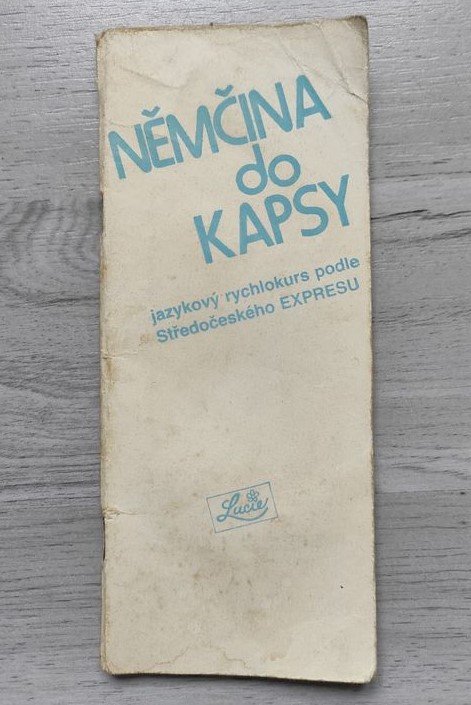 NĚMČINA
do
KAPSY
jazykový rychlokurs podle
Středočeského EXPRESU
Lucie